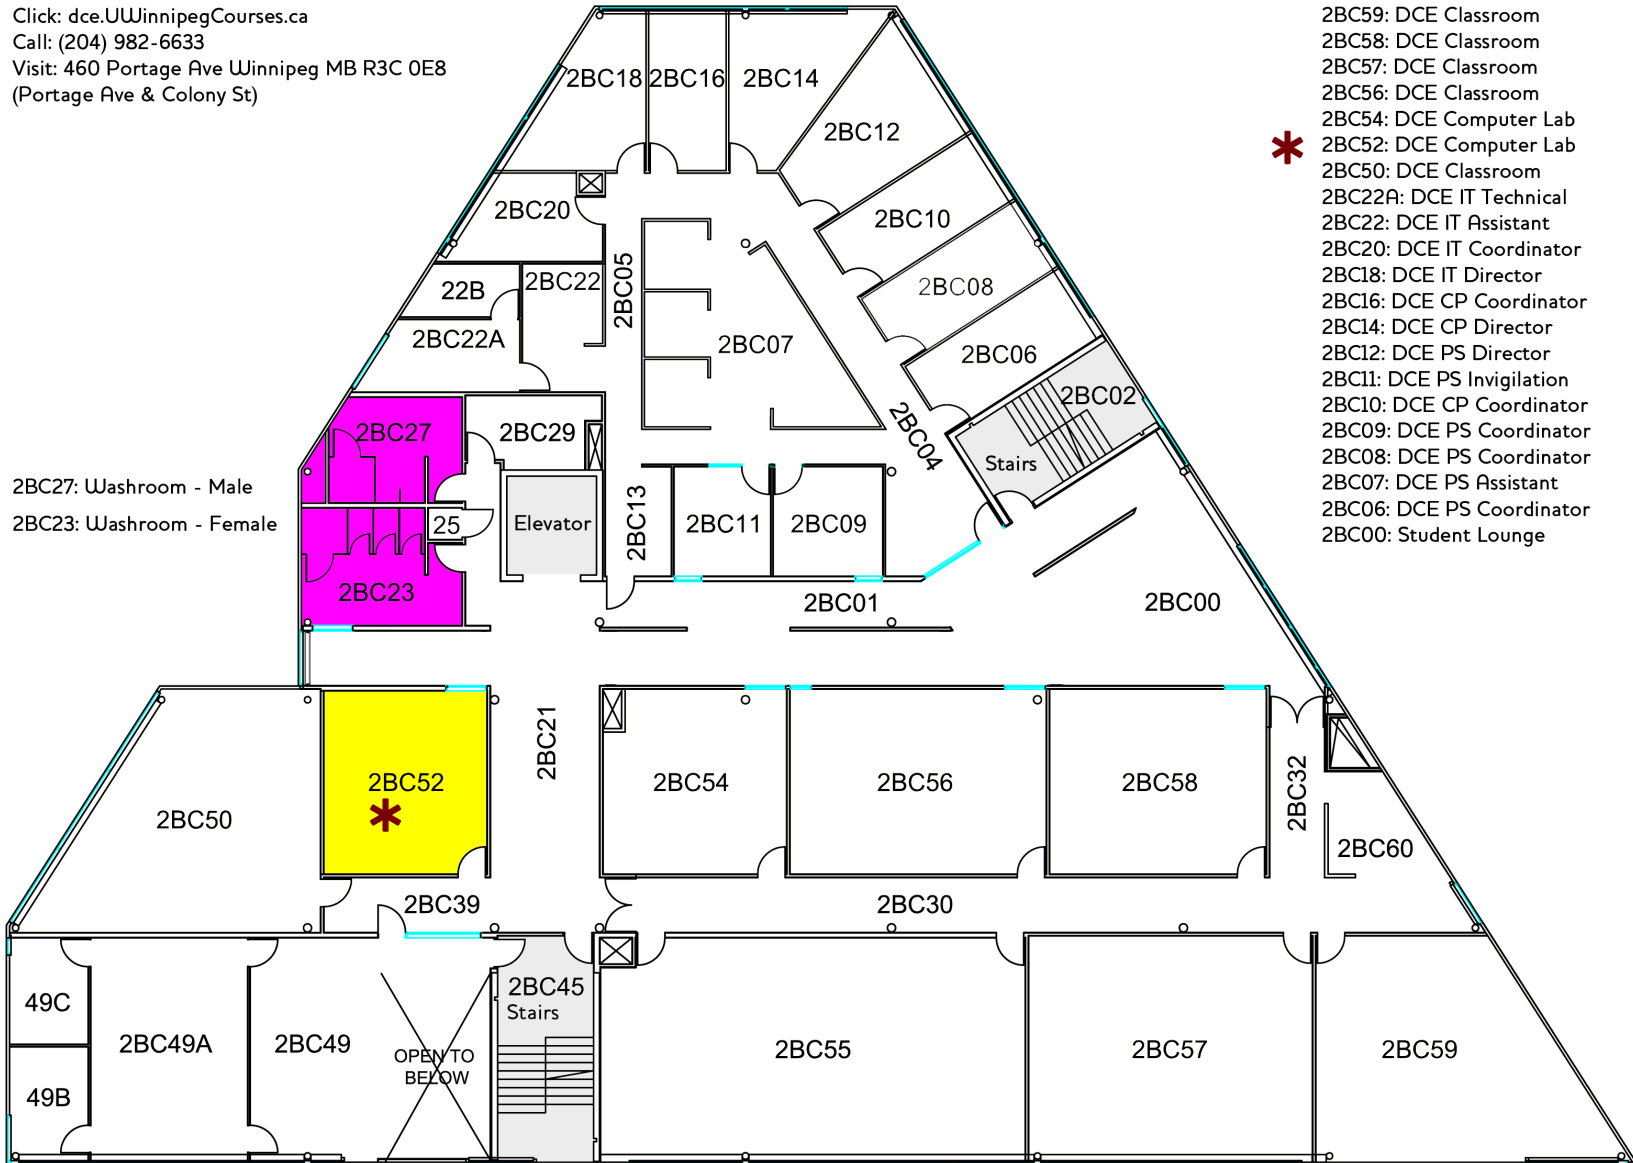 Click: dce.UWinnipegCourses.ca
Call: (204) 982-6633
Visit: 460 Portage Ave Winnipeg MB R3C 0E8
(Portage Ave & Colony St)
2BC59: DCE Classroom
2BC58: DCE Classroom
2BC57: DCE Classroom
2BC56: DCE Classroom
2BC54: DCE Computer Lab
* 2BC52: DCE Computer Lab
2BC50: DCE Classroom
2BC22A: DCE IT Technical
2BC22: DCE IT Assistant
2BC20: DCE IT Coordinator
2BC18: DCE IT Director
2BC16: DCE CP Coordinator
2BC14: DCE CP Director
2BC12: DCE PS Director
2BC11: DCE PS Invigilation
2BC10: DCE CP Coordinator
2BC09: DCE PS Coordinator
2BC08: DCE PS Coordinator
2BC07: DCE PS Assistant
2BC06: DCE PS Coordinator
2BC00: Student Lounge
2BC27: Washroom - Male
2BC23: Washroom - Female
2BC18
2BC16
2BC14
2BC12
2BC20
2BC10
2BC05
22B
2BC22
2BC08
2BC22A
2BC07
2BC06
2BC02
2BC27
2BC29
2BC04
Stairs
25
Elevator
2BC13
2BC11
2BC09
2BC23
2BC01
2BC00
2BC21
2BC52
*
2BC54
2BC56
2BC58
2BC32
2BC50
2BC60
2BC39
2BC30
49C
2BC45
Stairs
2BC49A
2BC49
OPEN TO
BELOW
2BC55
2BC57
2BC59
49B